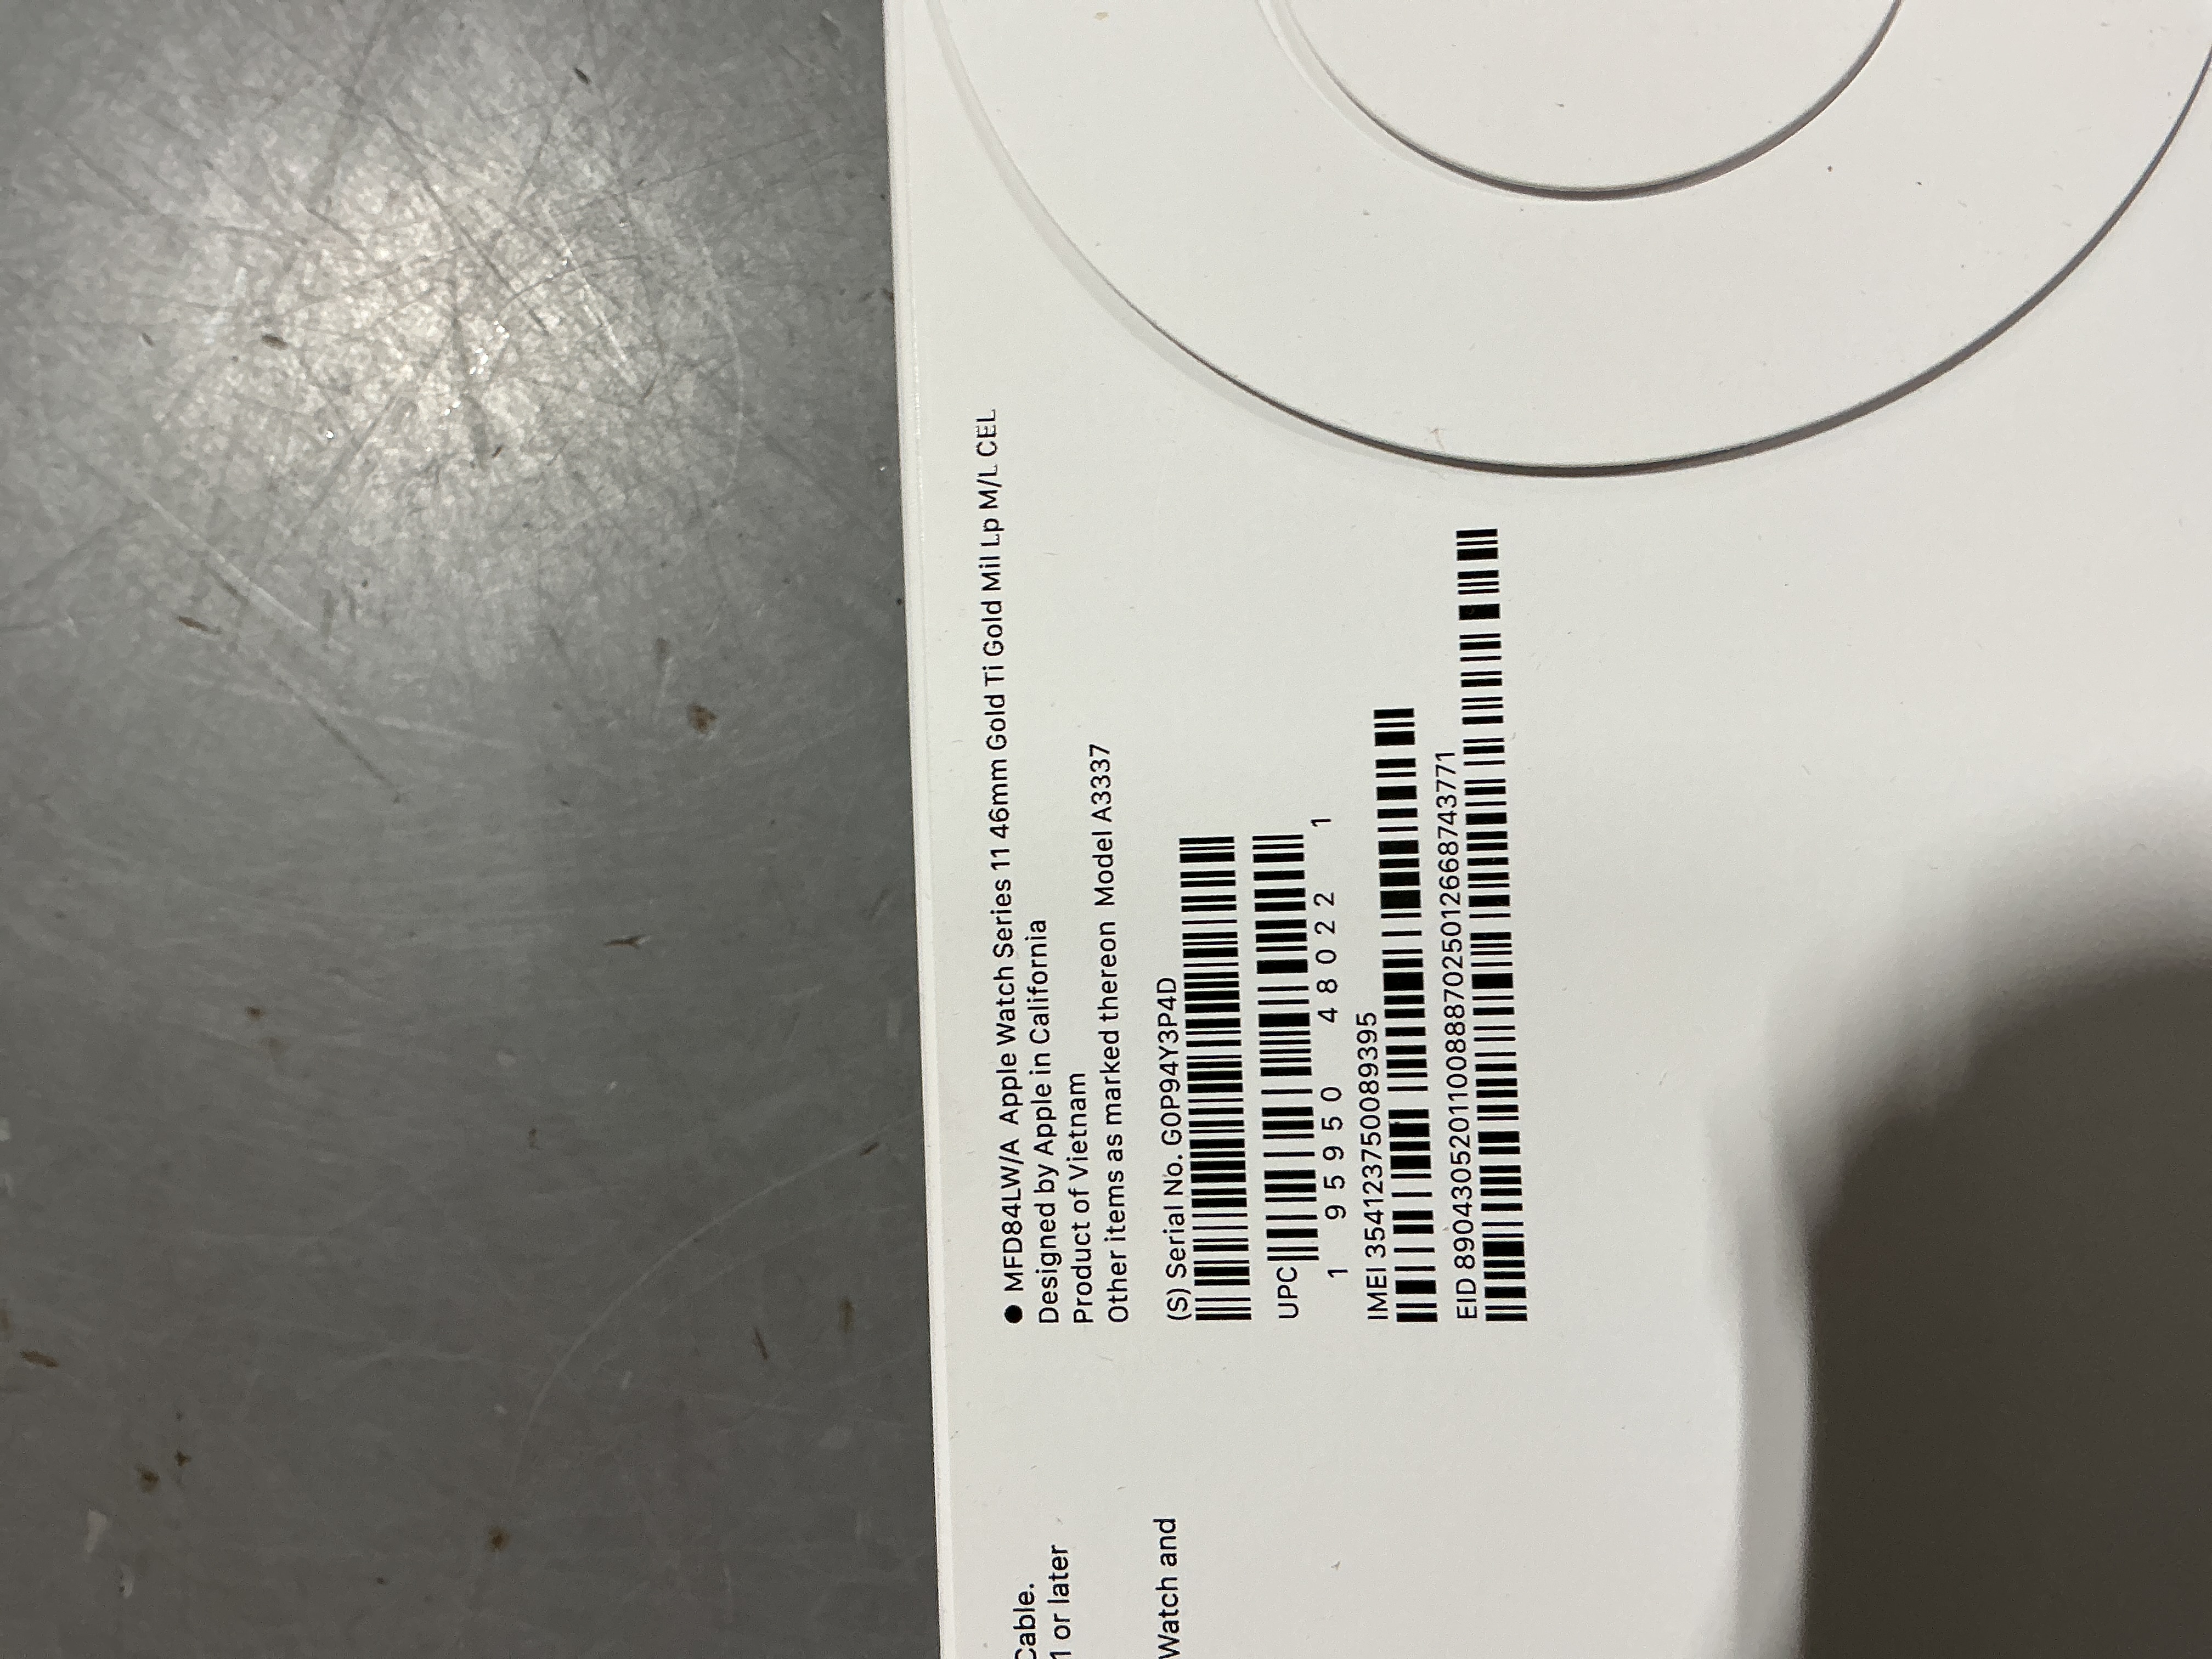 ● MFD84LW/A Apple Watch Series 11 46mm Gold Ti Gold Mil Lp M/L CEL
Designed by Apple in California
Product of Vietnam
Other items as marked thereon Model A3337
(S) Serial No. G0P94Y3P4D
UPC
1 95950 48022 1
IMEI 354123750089395
EID 89043052011008887025012668743771
Cable.
1 or later
Watch and